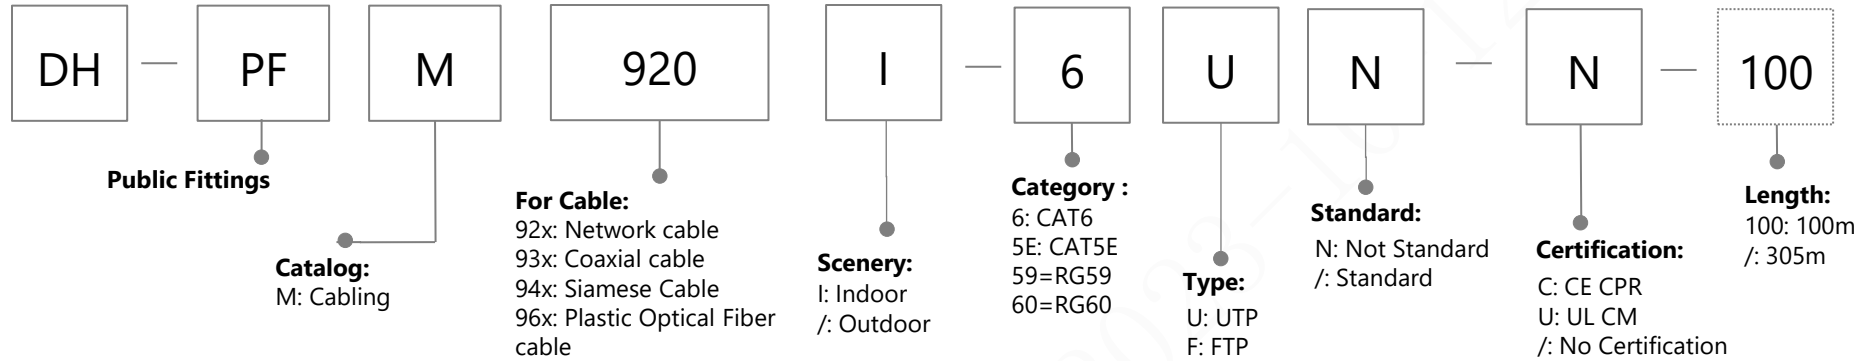 DH — PF M 920 I — 6 U N — N — 100
Public Fittings
Catalog:
M: Cabling
For Cable:
92x: Network cable
93x: Coaxial cable
94x: Siamese Cable
96x: Plastic Optical Fiber
cable
Scenery:
I: Indoor
/: Outdoor
Category :
6: CAT6
5E: CAT5E
59=RG59
60=RG60
Type:
U: UTP
F: FTP
Standard:
N: Not Standard
/: Standard
Certification:
C: CE CPR
U: UL CM
/: No Certification
Length:
100: 100m
/: 305m